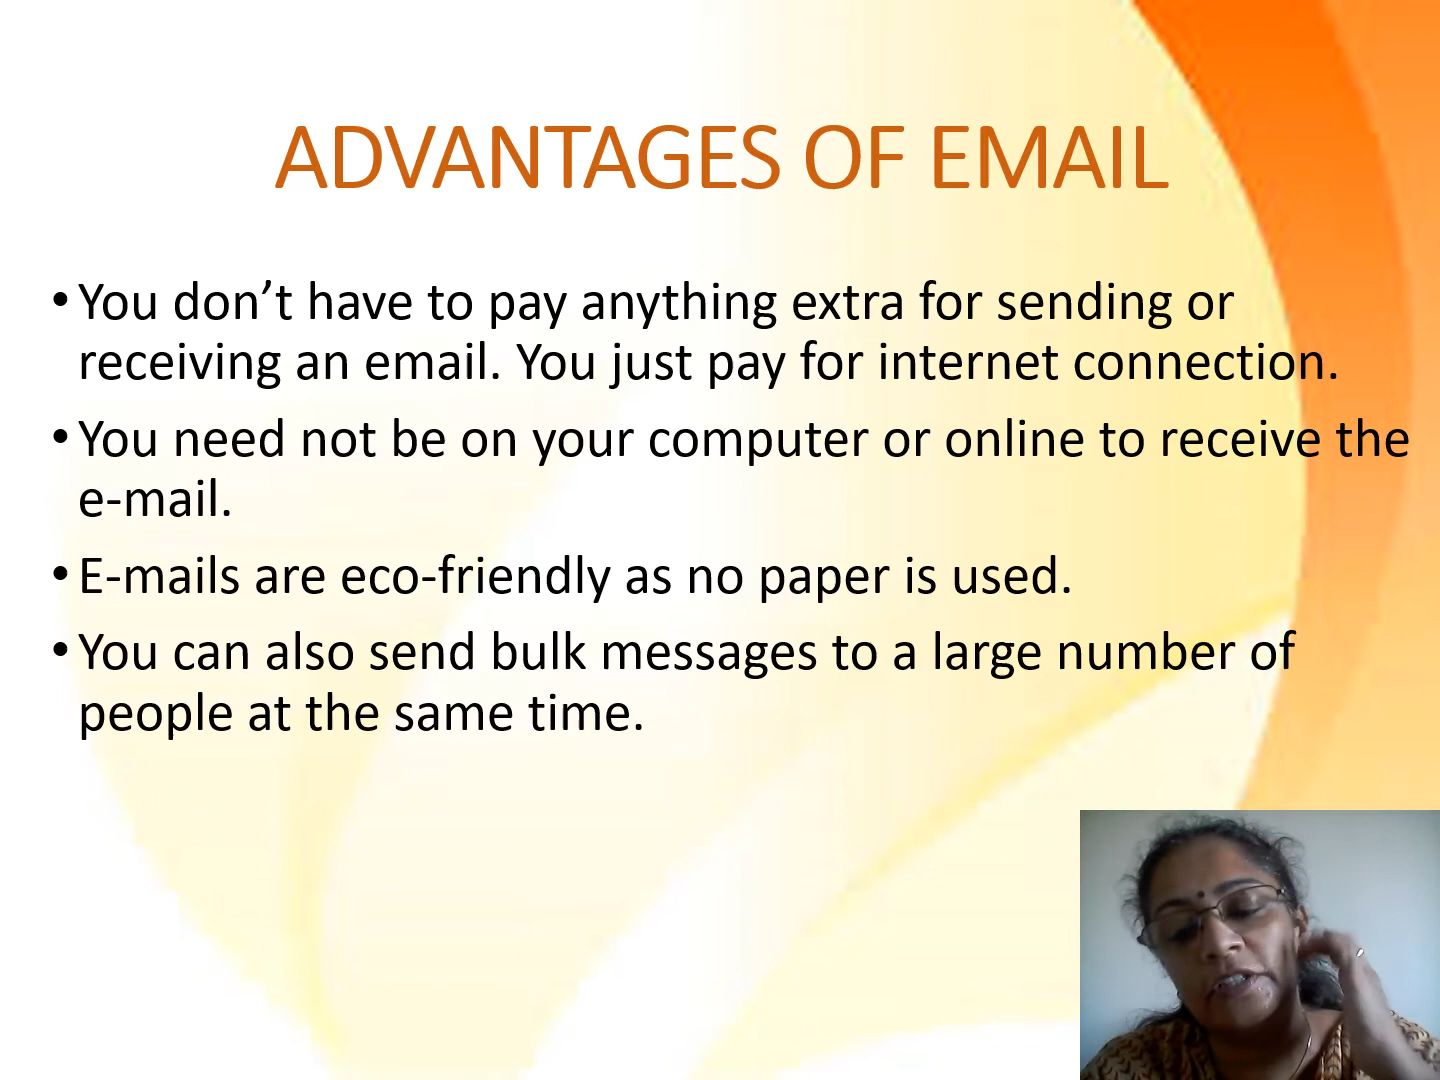 ADVANTAGES OF EMAIL
• You don’t have to pay anything extra for sending or
receiving an email. You just pay for internet connection.
• You need not be on your computer or online to receive the
e-mail.
• E-mails are eco-friendly as no paper is used.
• You can also send bulk messages to a large number of
people at the same time.